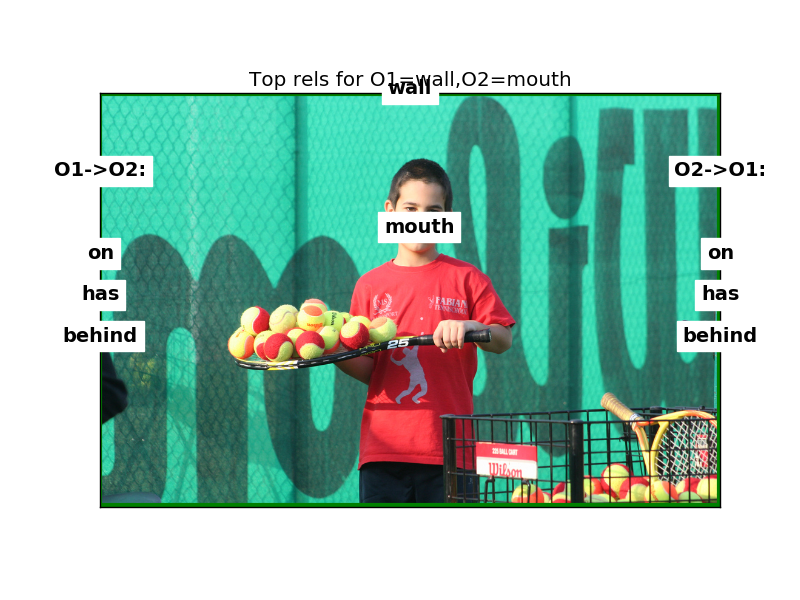 Top rels for O1=wall,O2=mouth
wall
O1->O2:
O2->O1:
mouth
on
on
has
has
behind
behind
FABIAN
25
Wilson